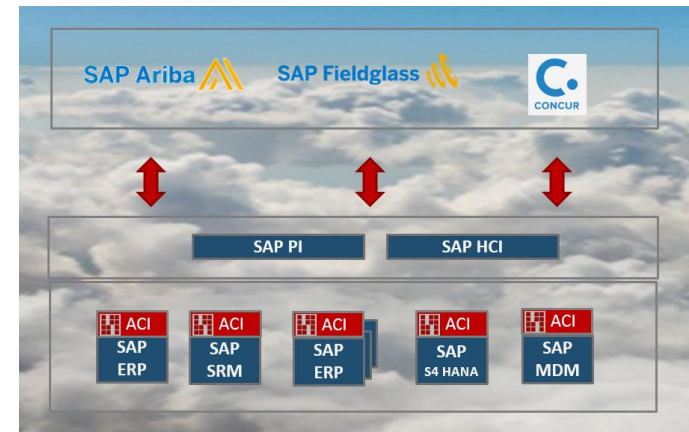 SAP Ariba
SAP Fieldglass
C.
CONCUR
SAP PI
SAP HCI
ACI
SAP
ERP
ACI
SAP
SRM
ACI
SAP
ERP
ACI
SAP
S4 HANA
ACI
SAP
MDM